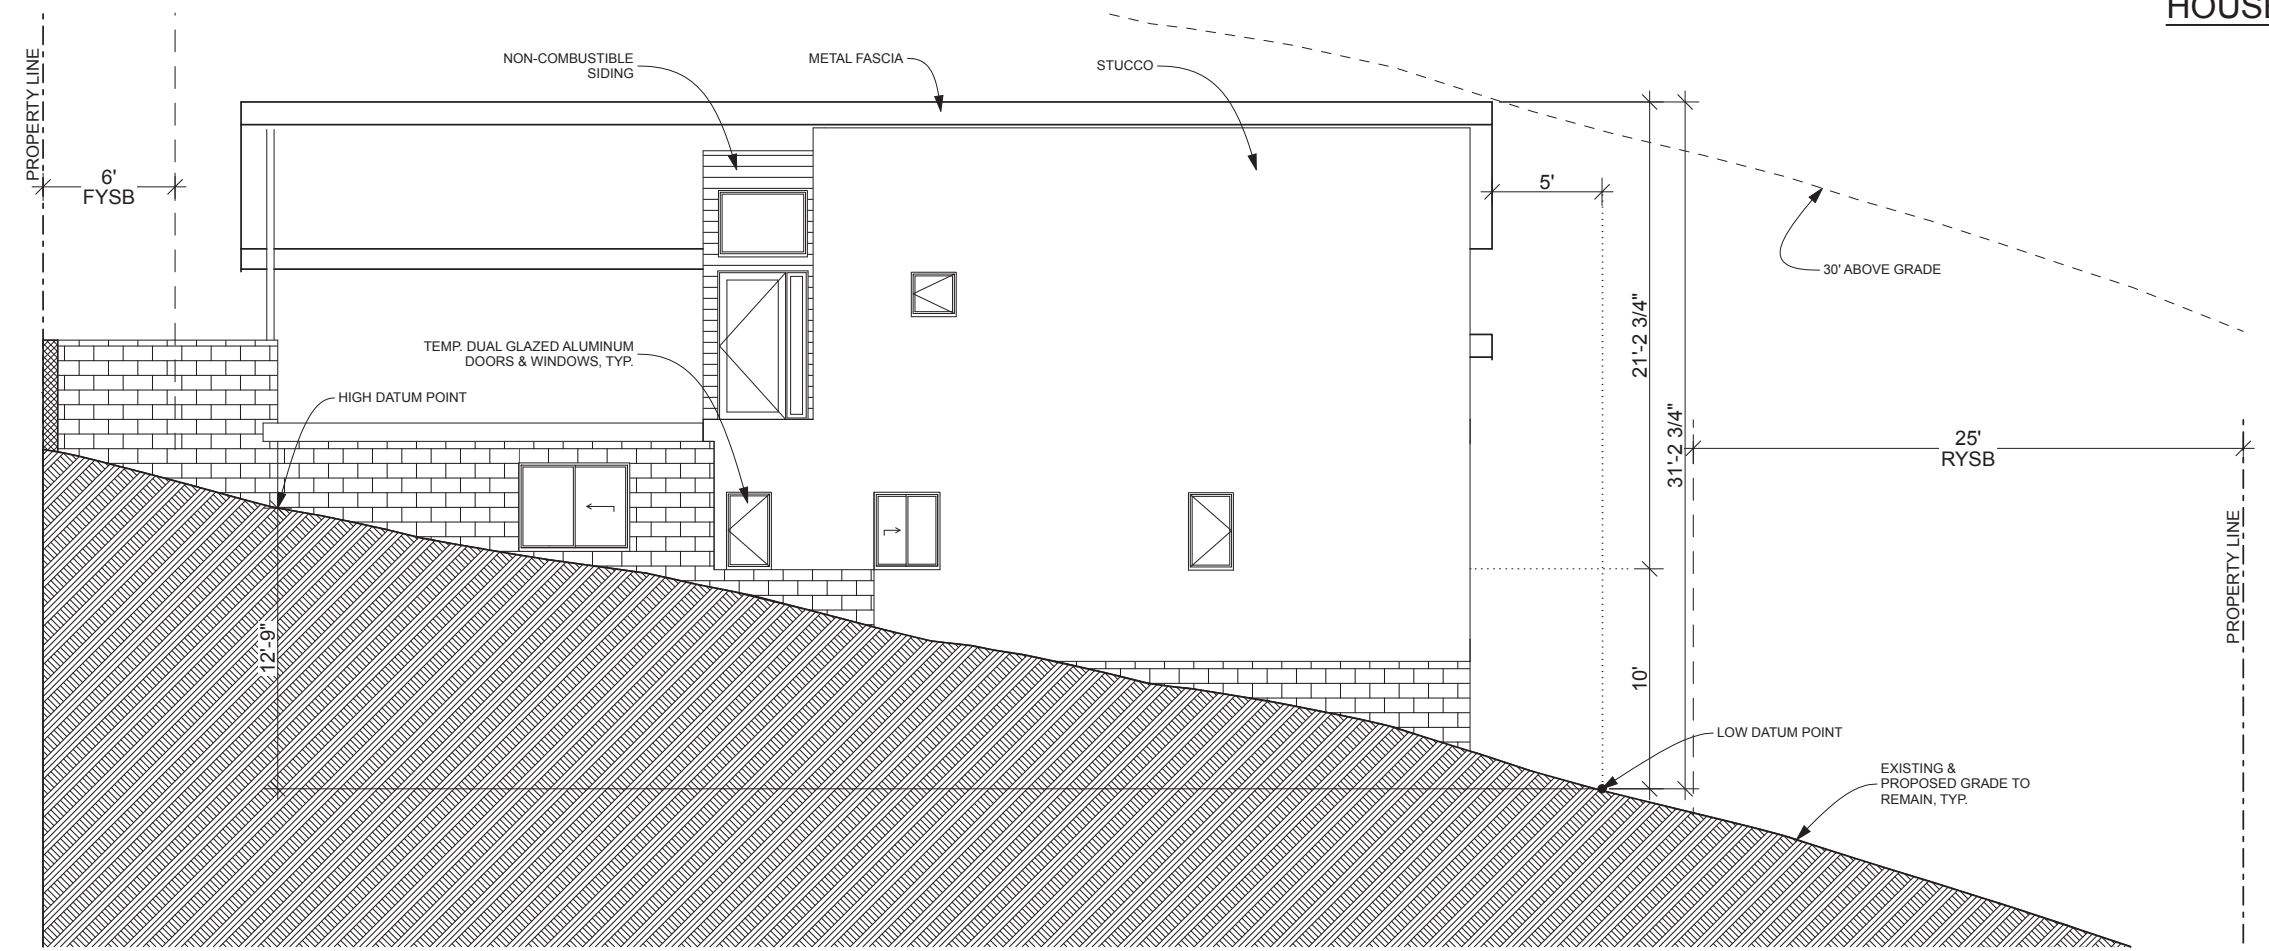 HOUSE
PROPERTY LINE
6'
FYSB
NON-COMBUSTIBLE
SIDING
METAL FASCIA
STUCCO
5'
30' ABOVE GRADE
TEMP. DUAL GLAZED ALUMINUM
DOORS & WINDOWS, TYP.
HIGH DATUM POINT
21'-2 3/4"
31'-2 3/4"
25'
RYSB
PROPERTY LINE
12'-9"
10'
LOW DATUM POINT
EXISTING &
PROPOSED GRADE TO
REMAIN, TYP.